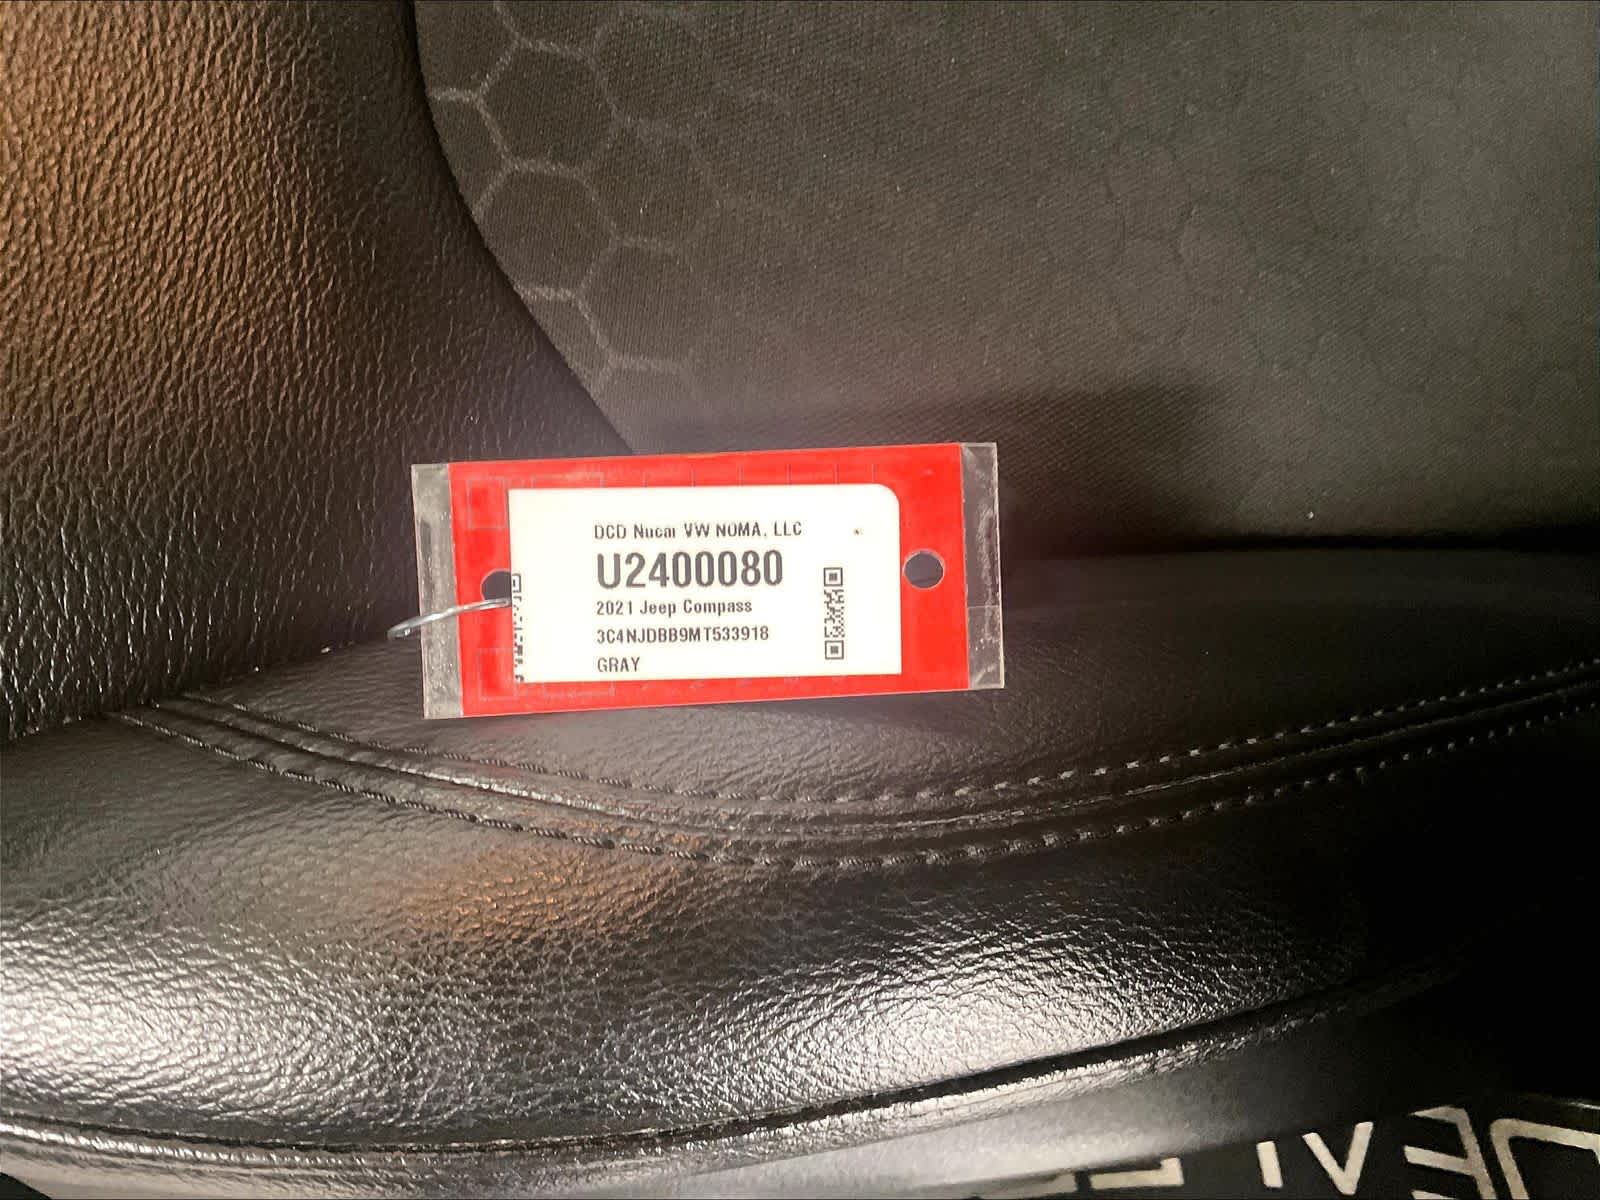 DCD Nucar VW NOMA, LLC
U2400080
2021 Jeep Compass
3C4NJDBB9MT533918
GRAY